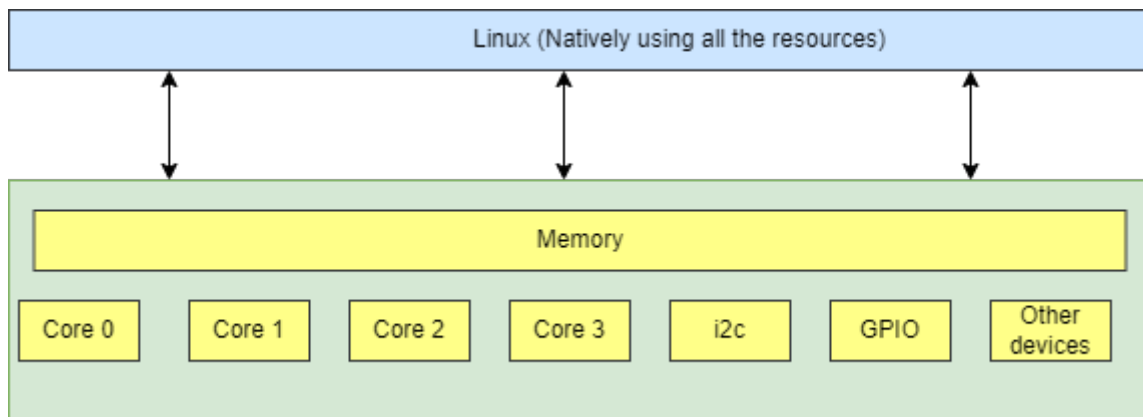 Linux (Natively using all the resources)
Memory
Core 0
Core 1
Core 2
Core 3
i2c
GPIO
Other
devices